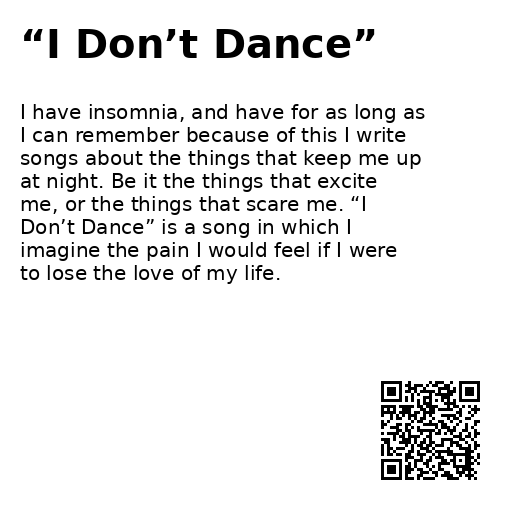 “I Don’t Dance”
I have insomnia, and have for as long as
I can remember because of this I write
songs about the things that keep me up
at night. Be it the things that excite
me, or the things that scare me. “I
Don’t Dance” is a song in which I
imagine the pain I would feel if I were
to lose the love of my life.